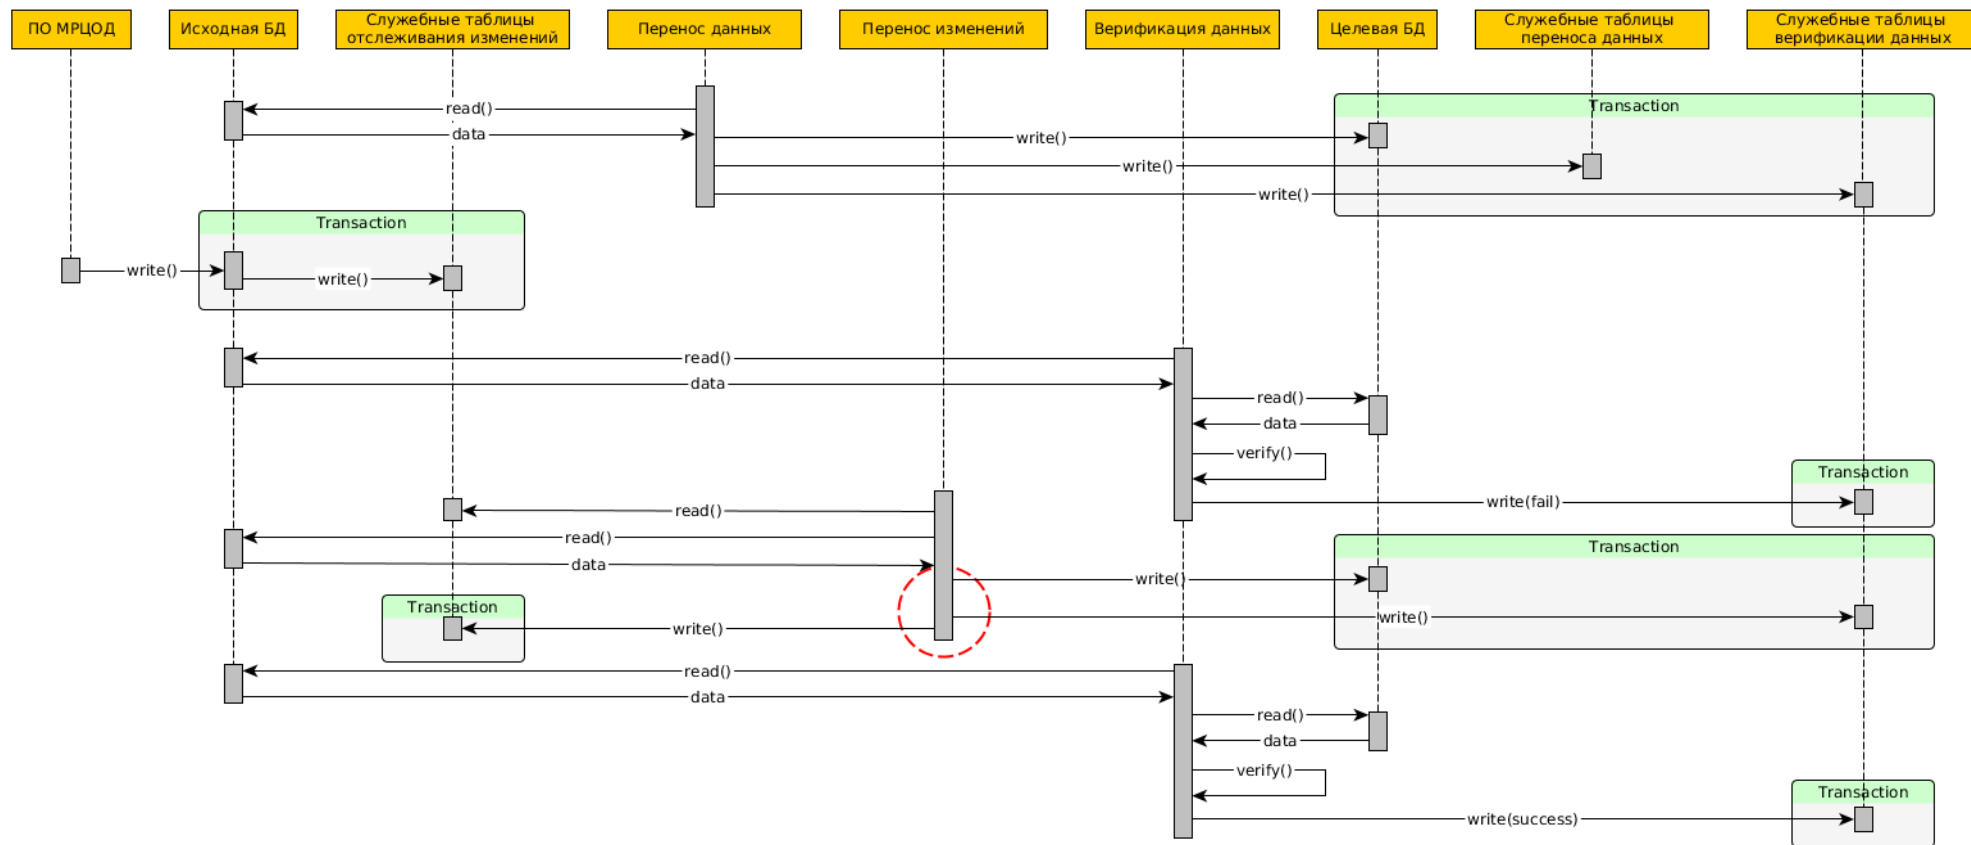 ПО МРЦОД
Исходная БД
Служебные таблицы
отслеживания изменений
Перенос данных
Перенос изменений
Верификация данных
Целевая БД
Служебные таблицы
переноса данных
Служебные таблицы
верификации данных
read()
Transaction
data
write()
write()
write()
Transaction
write()
write()
read()
data
read()
data
verify()
Transaction
write(fail)
read()
read()
Transaction
data
write()
Transaction
write()
write()
read()
data
read()
data
verify()
Transaction
write(success)